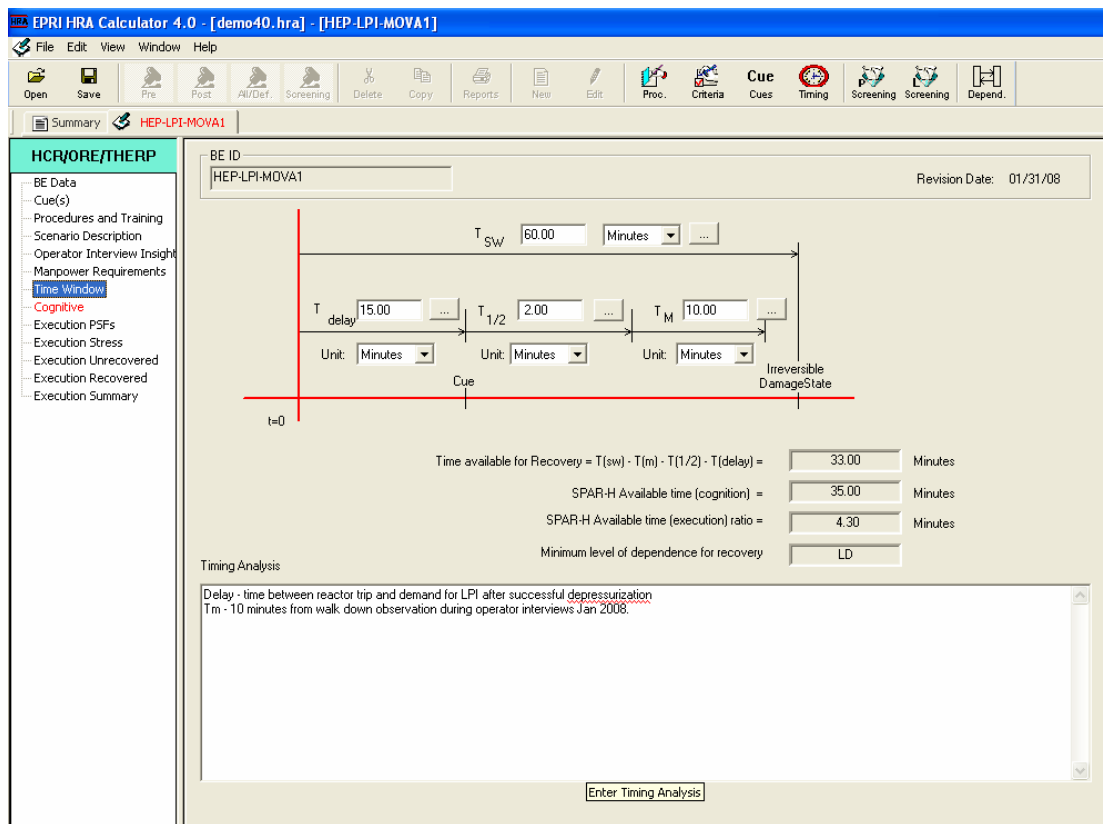 EPRI HRA Calculator 4.0 - [demo40.hra] - [HEP-LPI-MOVA1]
File Edit View Window Help
Open Save Pre Post All/Def. Screening Delete Copy Reports New Edit Proc. Criteria Cue Cues Timing Screening Screening Depend.
Summary HEP-LPI-MOVA1
HCR/ORE/THERP
BE Data
Cue(s)
Procedures and Training
Scenario Description
Operator Interview Insight
Manpower Requirements
Time Window
Cognitive
Execution PSFs
Execution Stress
Execution Unrecovered
Execution Recovered
Execution Summary
BE ID
HEP-LPI-MOVA1
Revision Date: 01/31/08
T SW 60.00 Minutes ...
T delay 15.00 ... T 1/2 2.00 ... T M 10.00 ...
Unit: Minutes Unit: Minutes Unit: Minutes
Cue
Irreversible
DamageState
t=0
Time available for Recovery = T(sw) - T(m) - T(1/2) - T(delay) = 33.00 Minutes
SPAR-H Available time (cognition) = 35.00 Minutes
SPAR-H Available time (execution) ratio = 4.30 Minutes
Minimum level of dependence for recovery LD
Timing Analysis
Delay - time between reactor trip and demand for LPI after successful depressurization
Tm - 10 minutes from walk down observation during operator interviews Jan 2008.
Enter Timing Analysis